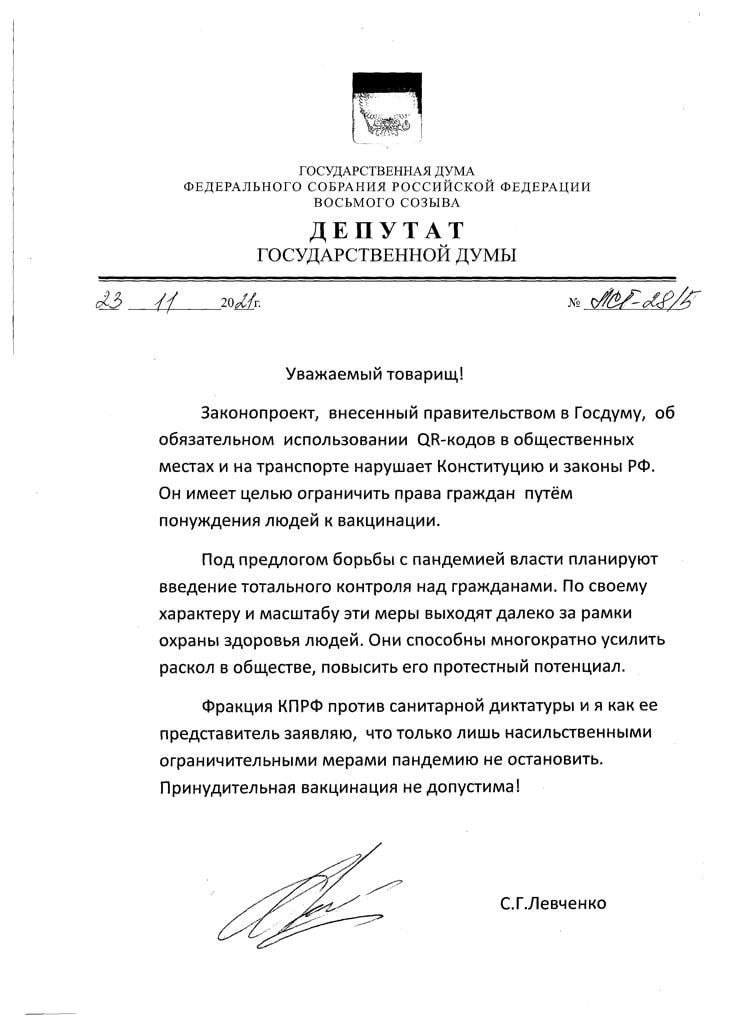 ГОСУДАРСТВЕННАЯ ДУМА
ФЕДЕРАЛЬНОГО СОБРАНИЯ РОССИЙСКОЙ ФЕДЕРАЦИИ
ВОСЬМОГО СОЗЫВА
ДЕПУТАТ
ГОСУДАРСТВЕННОЙ ДУМЫ
23 11 2021г. № ЛСГ-28/5
Уважаемый товарищ!
Законопроект, внесенный правительством в Госдуму, об
обязательном использовании QR-кодов в общественных
местах и на транспорте нарушает Конституцию и законы РФ.
Он имеет целью ограничить права граждан путём
понуждения людей к вакцинации.
Под предлогом борьбы с пандемией власти планируют
введение тотального контроля над гражданами. По своему
характеру и масштабу эти меры выходят далеко за рамки
охраны здоровья людей. Они способны многократно усилить
раскол в обществе, повысить его протестный потенциал.
Фракция КПРФ против санитарной диктатуры и я как ее
представитель заявляю, что только лишь насильственными
ограничительными мерами пандемию не остановить.
Принудительная вакцинация не допустима!
С.Г.Левченко